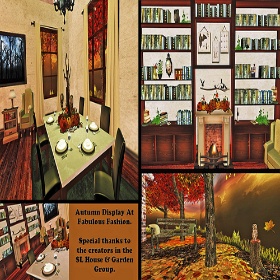 Autumn Display At
Fabulous Fashion.
Special thanks to
the creators in the
SL House & Garden
Group.